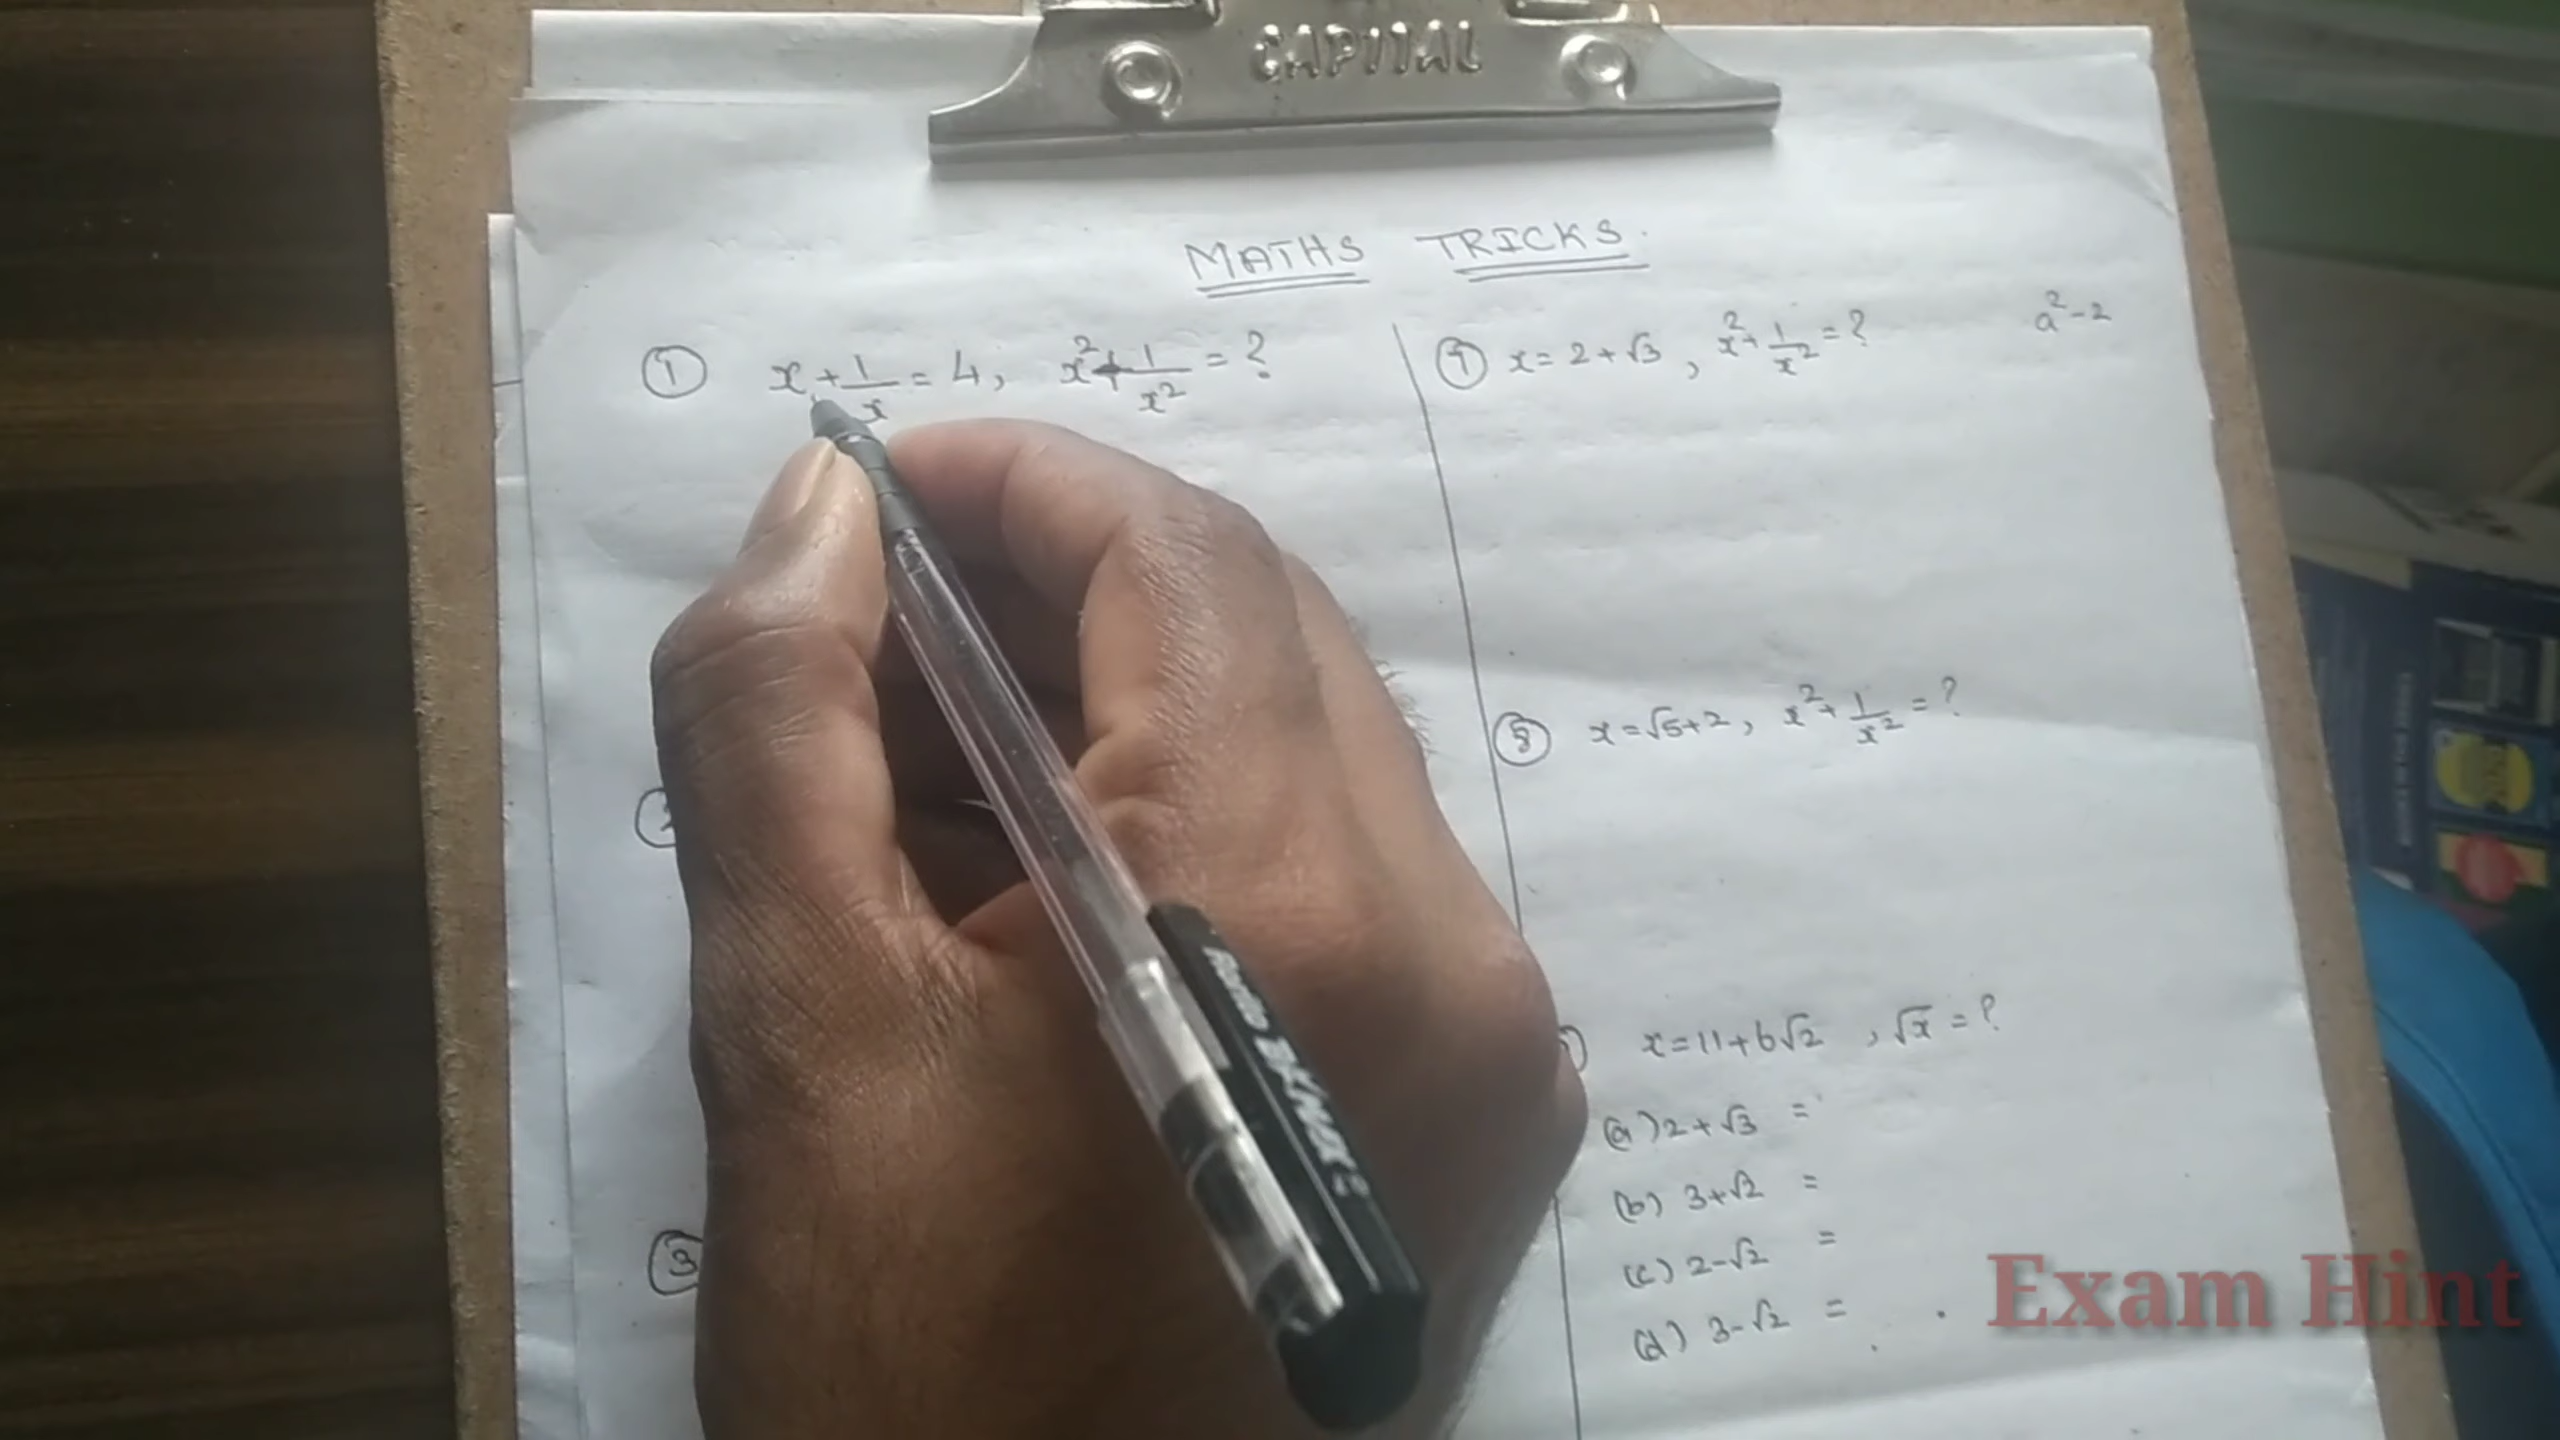 CAPITAL
MATHS TRICKS.
① x + 1/x = 4, x² + 1/x² = ?
④ x = 2 + √3, x² + 1/x² = ?
a² - 2
⑤ x = √5 + 2, x² + 1/x² = ?
x = 11 + 6√2, √x = ?
(a) 2 + √3 =
(b) 3 + √2 =
(c) 2 - √2 =
(d) 3 - √2 =
③
Exam Hint